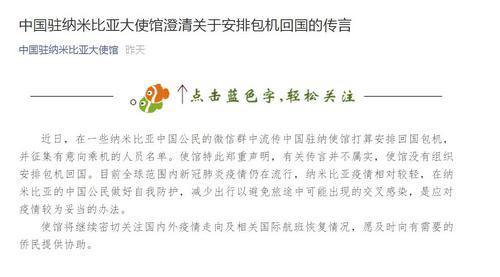 中国驻纳米比亚大使馆澄清关于安排包机回国的传言
中国驻纳米比亚大使馆 昨天
点击蓝色字,轻松关注
近日，在一些纳米比亚中国公民的微信群中流传中国驻纳使馆打算安排回国包机，
并征集有意向乘机的人员名单。使馆特此郑重声明，有关传言并不属实，使馆没有组织
安排包机回国。目前全球范围内新冠肺炎疫情仍在流行，纳米比亚疫情相对较轻，在纳
米比亚的中国公民做好自我防护，减少出行以避免旅途中可能出现的交叉感染，是应对
疫情较为妥当的办法。
使馆将继续密切关注国内外疫情走向及相关国际航班恢复情况，愿及时向有需要的
侨民提供协助。